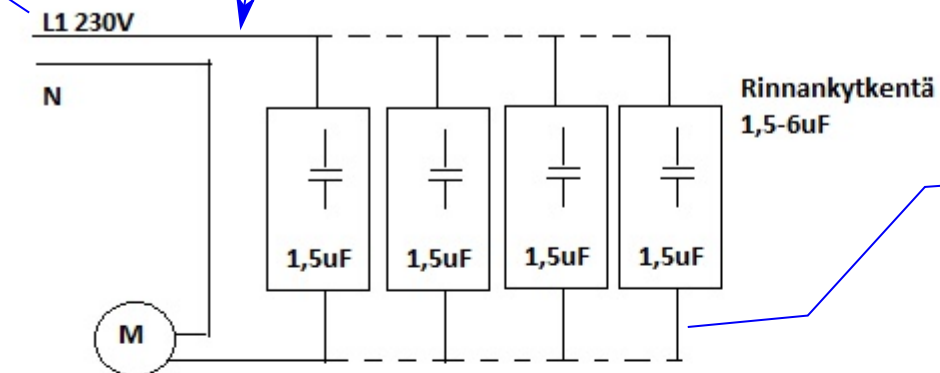 L1 230V
N
Rinnankytkentä
1,5-6uF
1,5uF
1,5uF
1,5uF
1,5uF
M